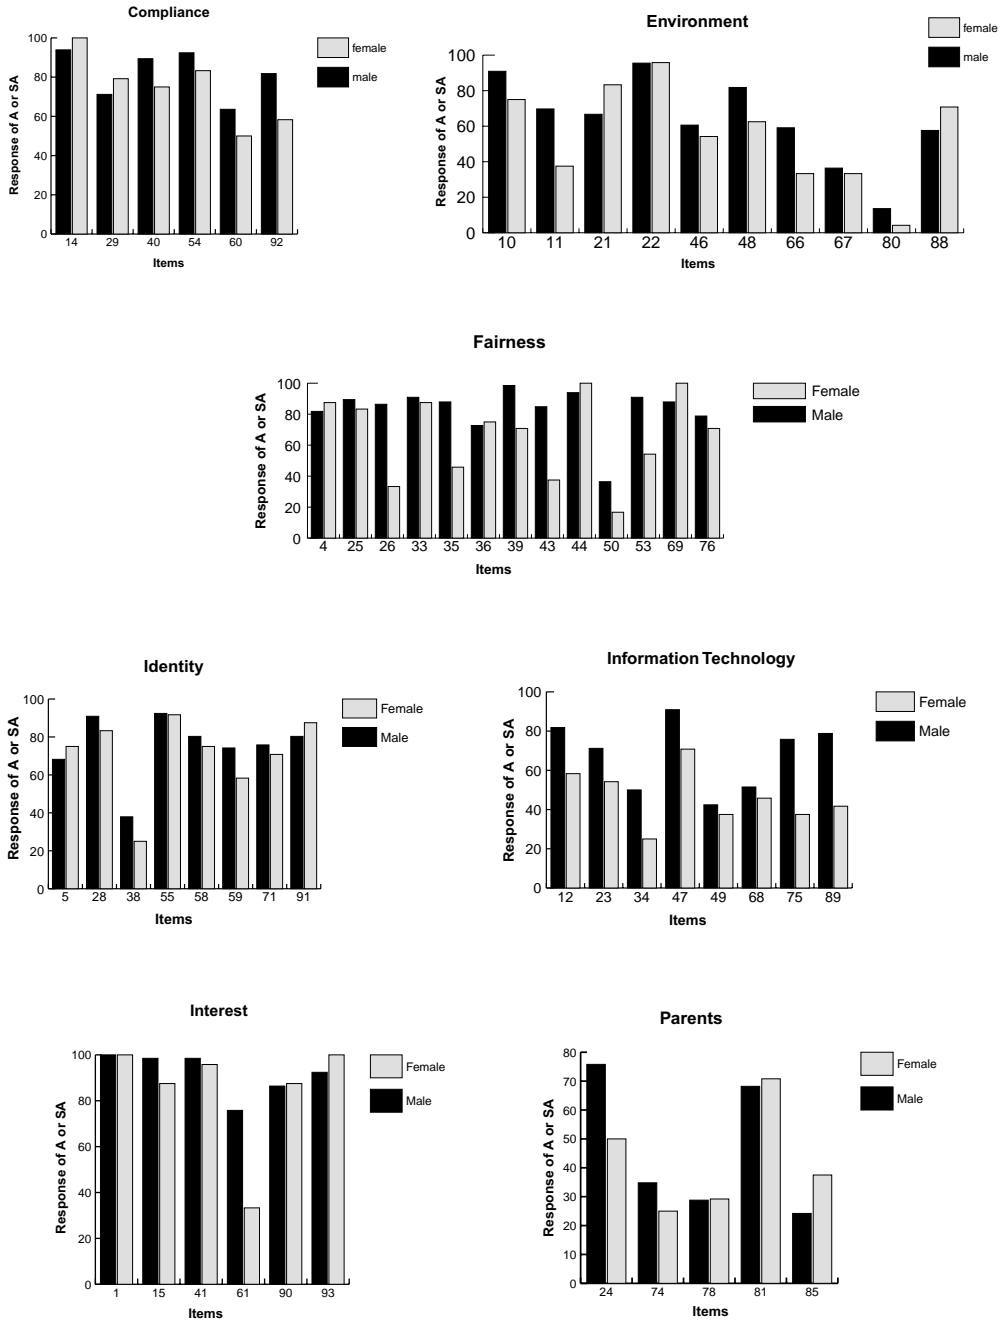 Compliance
Response of A or SA
100
80
60
40
20
0
14 29 40 54 60 92
Items
female
male
Environment
Response of A or SA
100
80
60
40
20
0
10 11 21 22 46 48 66 67 80 88
Items
female
male
Fairness
Response of A or SA
100
80
60
40
20
0
4 25 26 33 35 36 39 43 44 50 53 69 76
Items
Female
Male
Identity
Response of A or SA
100
80
60
40
20
0
5 28 38 55 58 59 71 91
Items
Female
Male
Information Technology
Response of A or SA
100
80
60
40
20
0
12 23 34 47 49 68 75 89
Items
Female
Male
Interest
Response of A or SA
100
80
60
40
20
0
1 15 41 61 90 93
Items
Female
Male
Parents
Response of A or SA
80
70
60
50
40
30
20
10
0
24 74 78 81 85
Items
Female
Male